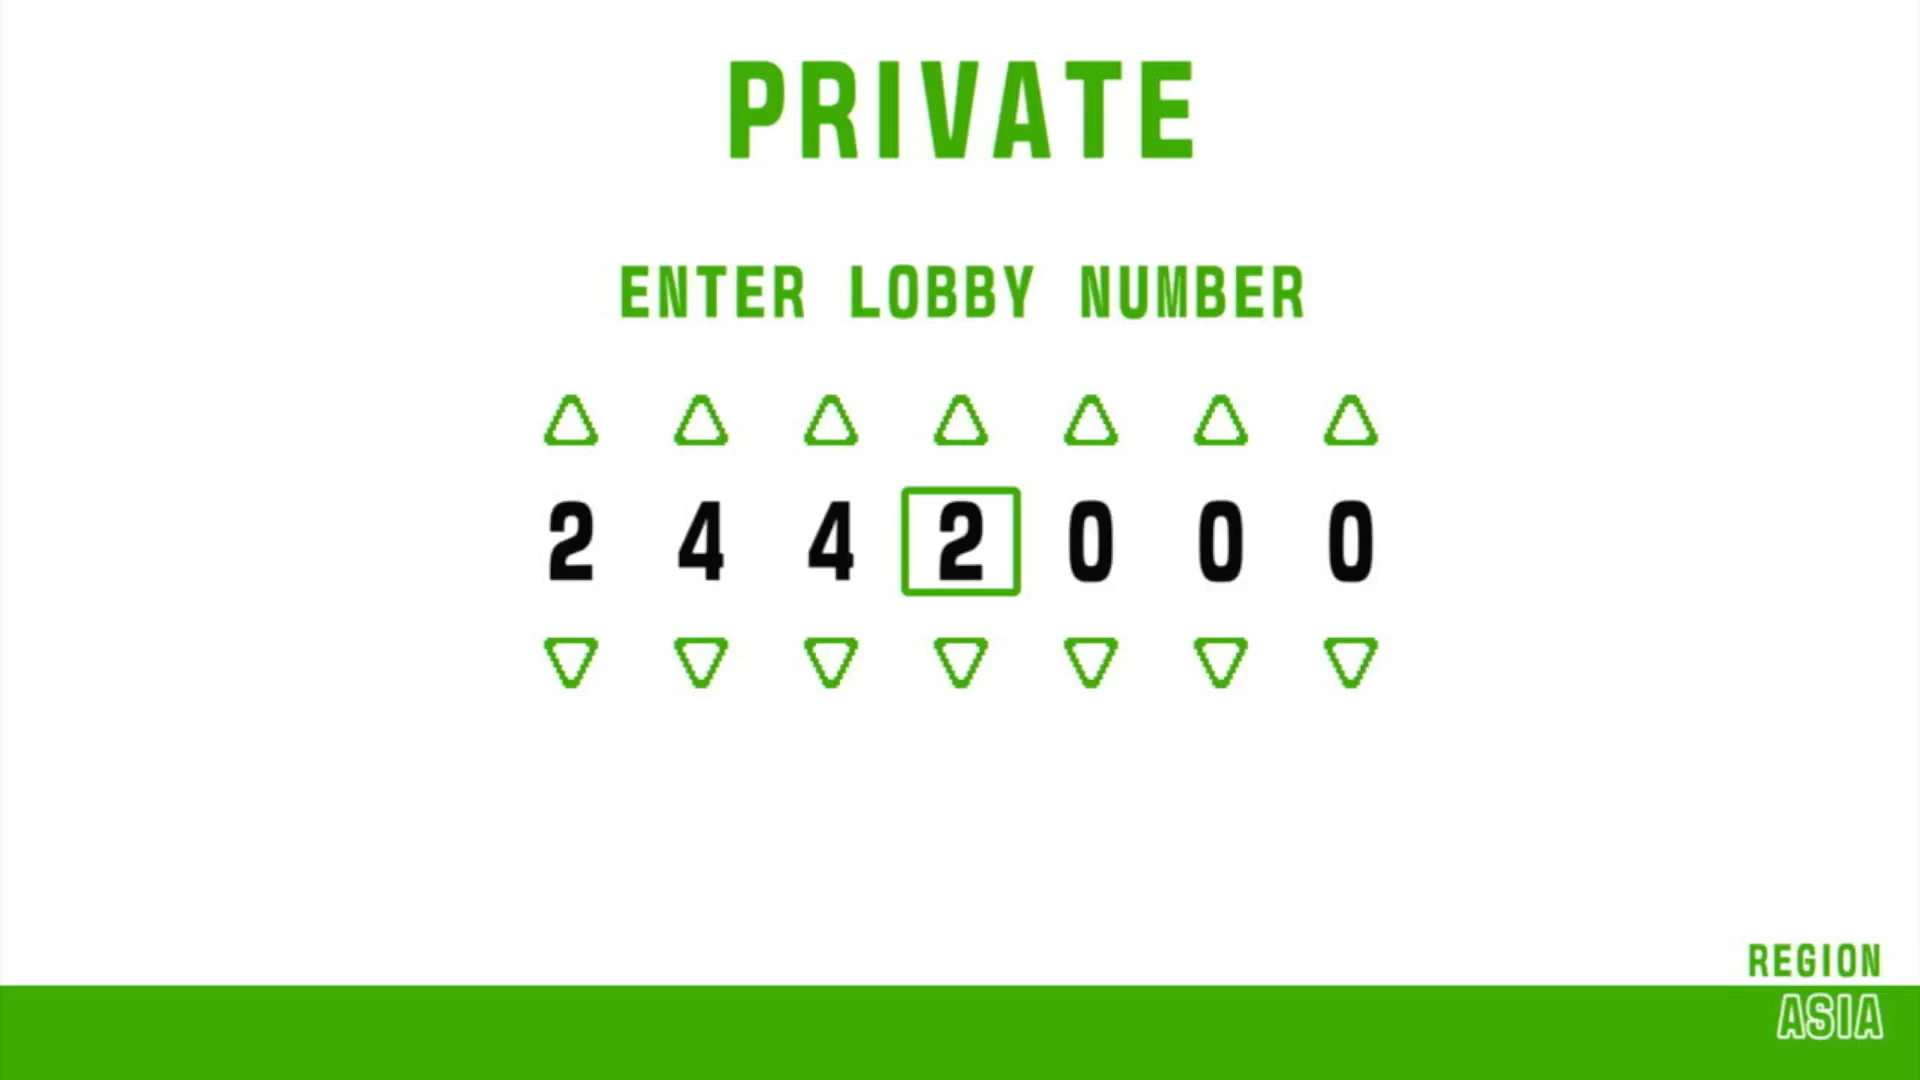 PRIVATE
ENTER LOBBY NUMBER
2 4 4 2 0 0 0
REGION
ASIA